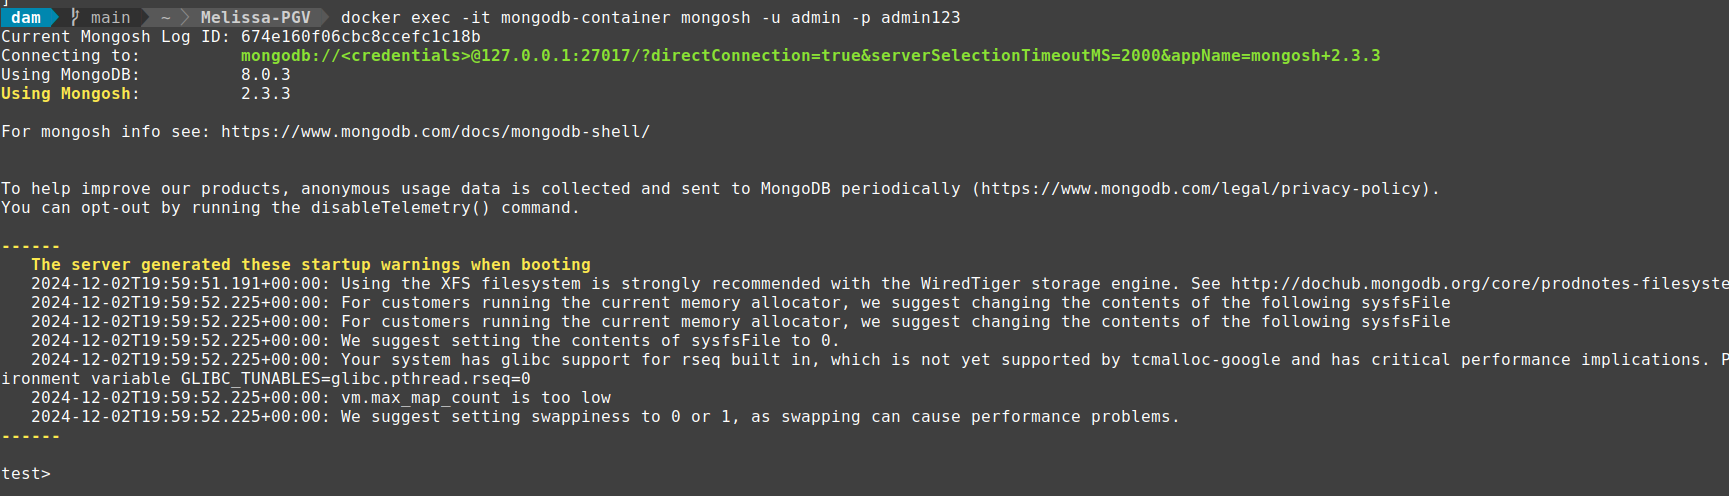 dam main ~ Melissa-PGV docker exec -it mongodb-container mongosh -u admin -p admin123
Current Mongosh Log ID: 674e160f06cbc8ccefc1c18b
Connecting to: mongodb://<credentials>@127.0.0.1:27017/?directConnection=true&serverSelectionTimeoutMS=2000&appName=mongosh+2.3.3
Using MongoDB: 8.0.3
Using Mongosh: 2.3.3
For mongosh info see: https://www.mongodb.com/docs/mongodb-shell/
To help improve our products, anonymous usage data is collected and sent to MongoDB periodically (https://www.mongodb.com/legal/privacy-policy).
You can opt-out by running the disableTelemetry() command.
------
The server generated these startup warnings when booting
2024-12-02T19:59:51.191+00:00: Using the XFS filesystem is strongly recommended with the WiredTiger storage engine. See http://dochub.mongodb.org/core/prodnotes-filesyste
2024-12-02T19:59:52.225+00:00: For customers running the current memory allocator, we suggest changing the contents of the following sysfsFile
2024-12-02T19:59:52.225+00:00: For customers running the current memory allocator, we suggest changing the contents of the following sysfsFile
2024-12-02T19:59:52.225+00:00: We suggest setting the contents of sysfsFile to 0.
2024-12-02T19:59:52.225+00:00: Your system has glibc support for rseq built in, which is not yet supported by tcmalloc-google and has critical performance implications. P
ironment variable GLIBC_TUNABLES=glibc.pthread.rseq=0
2024-12-02T19:59:52.225+00:00: vm.max_map_count is too low
2024-12-02T19:59:52.225+00:00: We suggest setting swappiness to 0 or 1, as swapping can cause performance problems.
------
test>